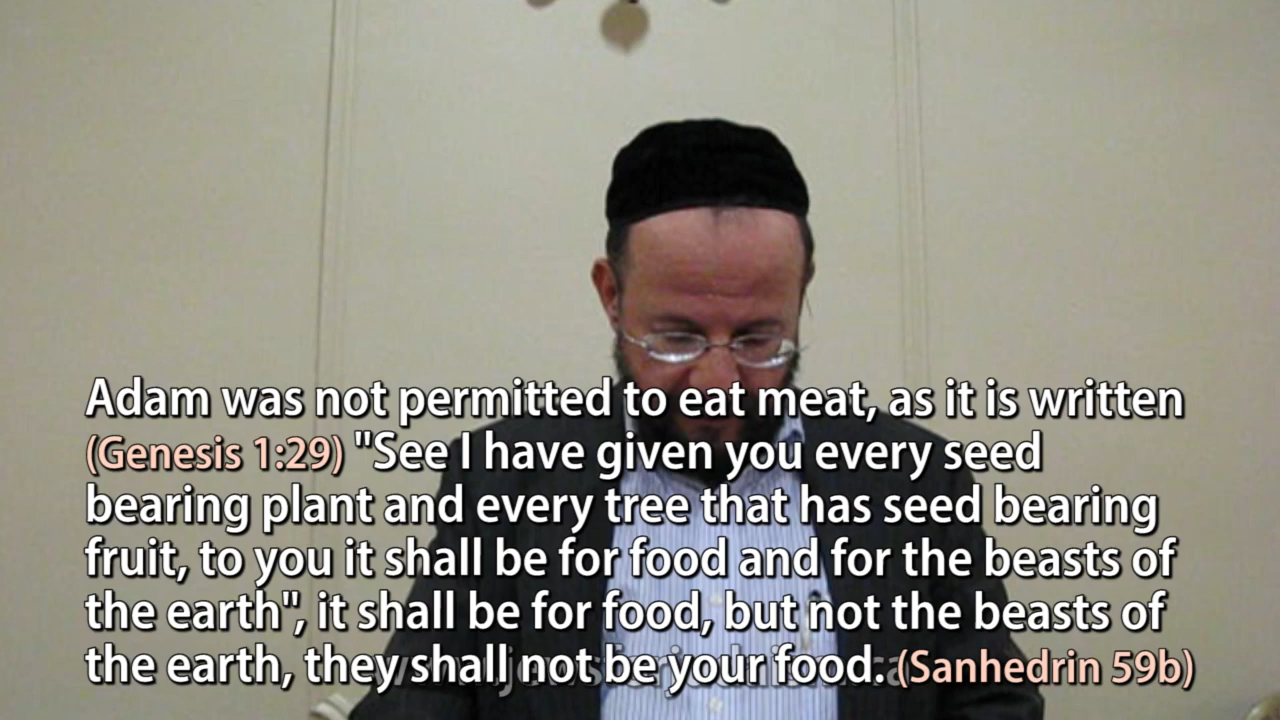 Adam was not permitted to eat meat, as it is written
(Genesis 1:29) "See I have given you every seed
bearing plant and every tree that has seed bearing
fruit, to you it shall be for food and for the beasts of
the earth", it shall be for food, but not the beasts of
the earth, they shall not be your food. (Sanhedrin 59b)